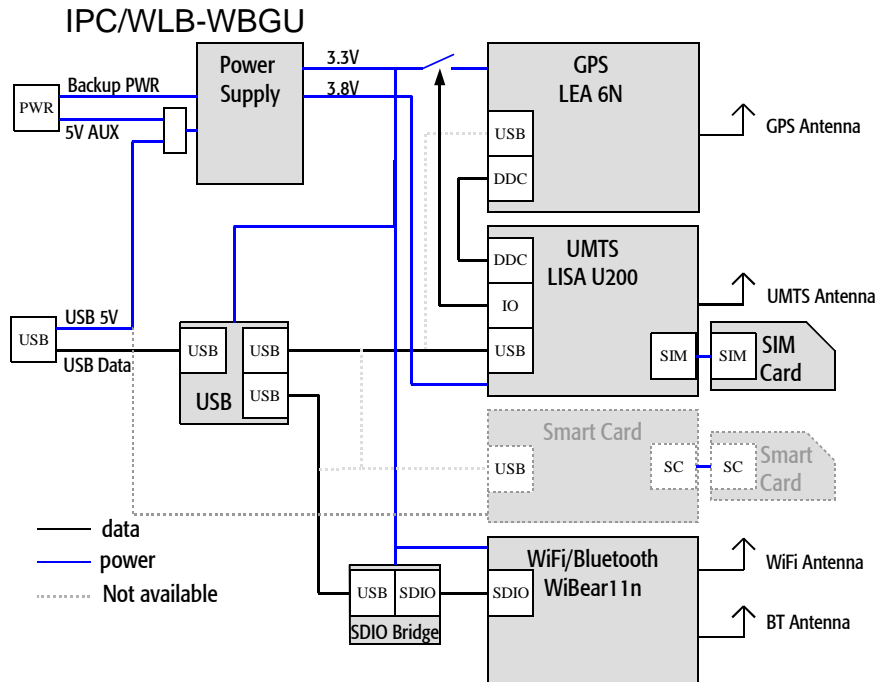 IPC/WLB-WBGU
Power
Supply
3.3V
3.8V
Backup PWR
PWR
5V AUX
GPS
LEA 6N
USB
DDC
GPS Antenna
UMTS
LISA U200
DDC
IO
USB
UMTS Antenna
SIM
SIM
SIM
Card
USB 5V
USB
USB Data
USB
USB
USB
USB
Smart Card
USB
SC
SC
Smart
Card
data
power
Not available
WiFi/Bluetooth
WiBear11n
SDIO
WiFi Antenna
BT Antenna
USB
SDIO
SDIO Bridge